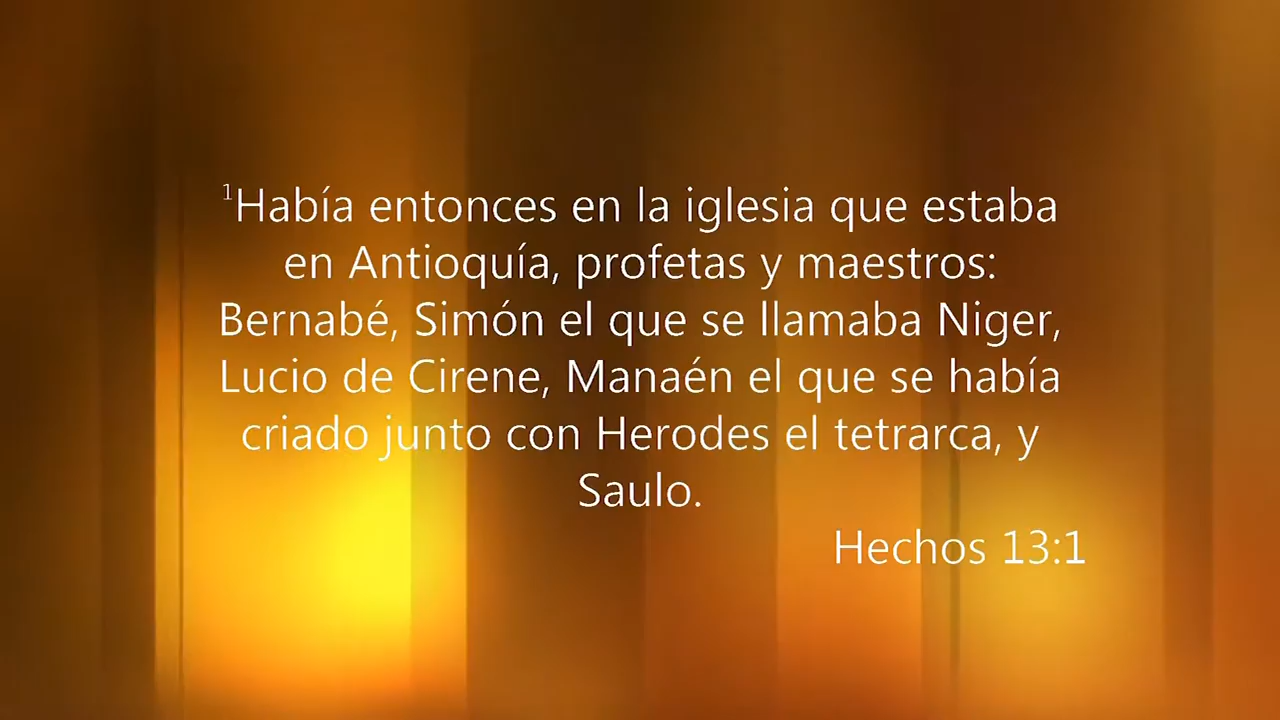 ¹Había entonces en la iglesia que estaba
en Antioquía, profetas y maestros:
Bernabé, Simón el que se llamaba Niger,
Lucio de Cirene, Manaén el que se había
criado junto con Herodes el tetrarca, y
Saulo.
Hechos 13:1